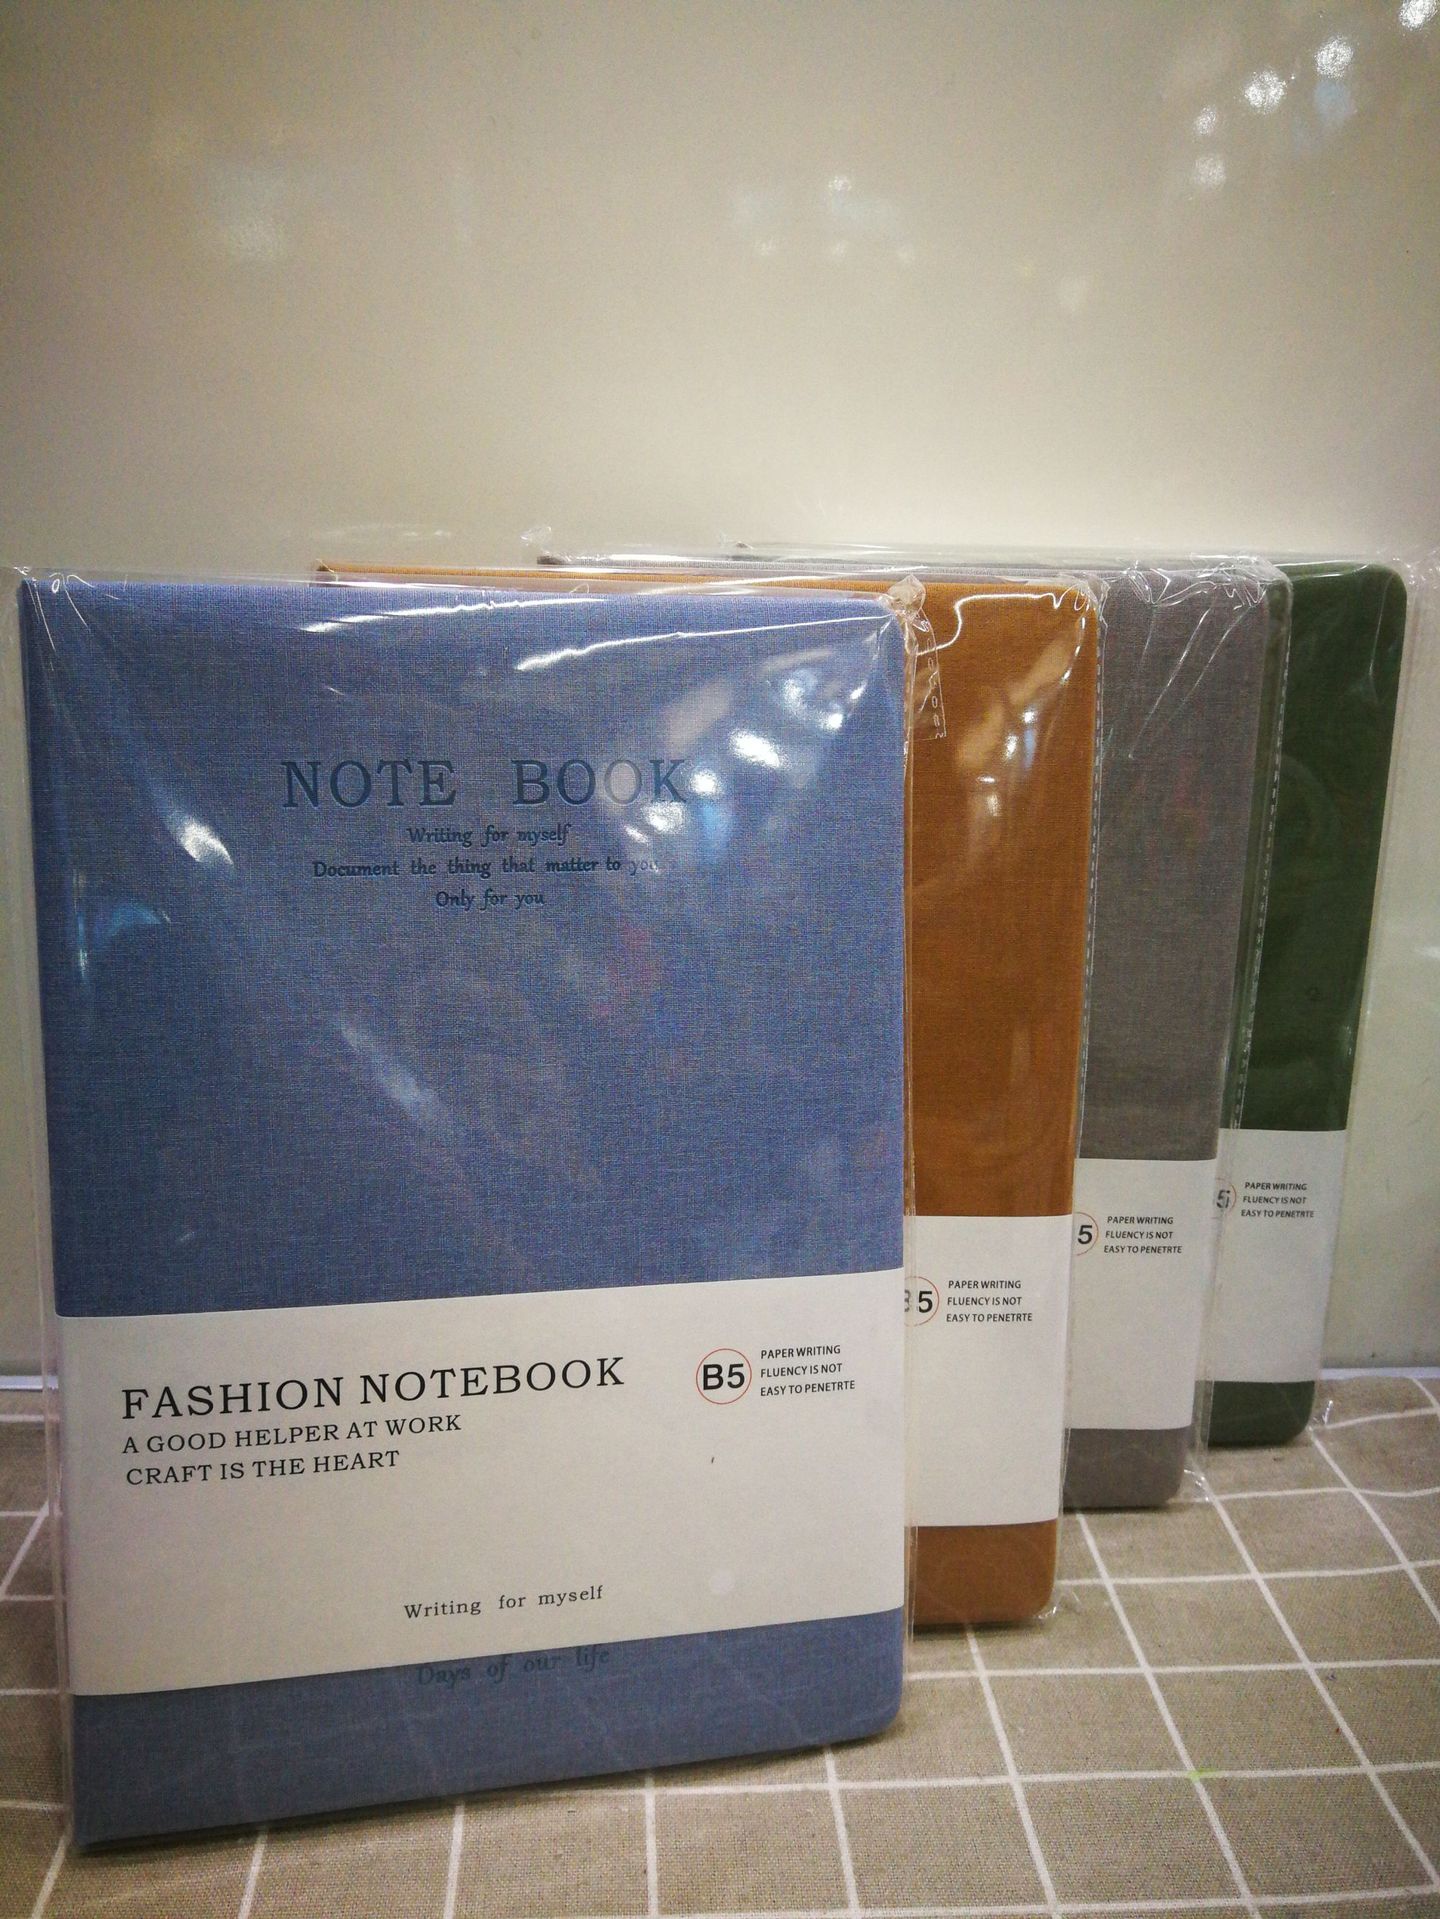 NOTE BOOK
Writing for myself
Document the thing that matter to you
Only for you
FASHION NOTEBOOK
A GOOD HELPER AT WORK
CRAFT IS THE HEART
B5
PAPER WRITING
FLUENCY IS NOT
EASY TO PENETRTE
Writing for myself
Days of our life
B5
PAPER WRITING
FLUENCY IS NOT
EASY TO PENETRTE
5
PAPER WRITING
FLUENCY IS NOT
EASY TO PENETRTE
5
PAPER WRITING
FLUENCY IS NOT
EASY TO PENETRTE